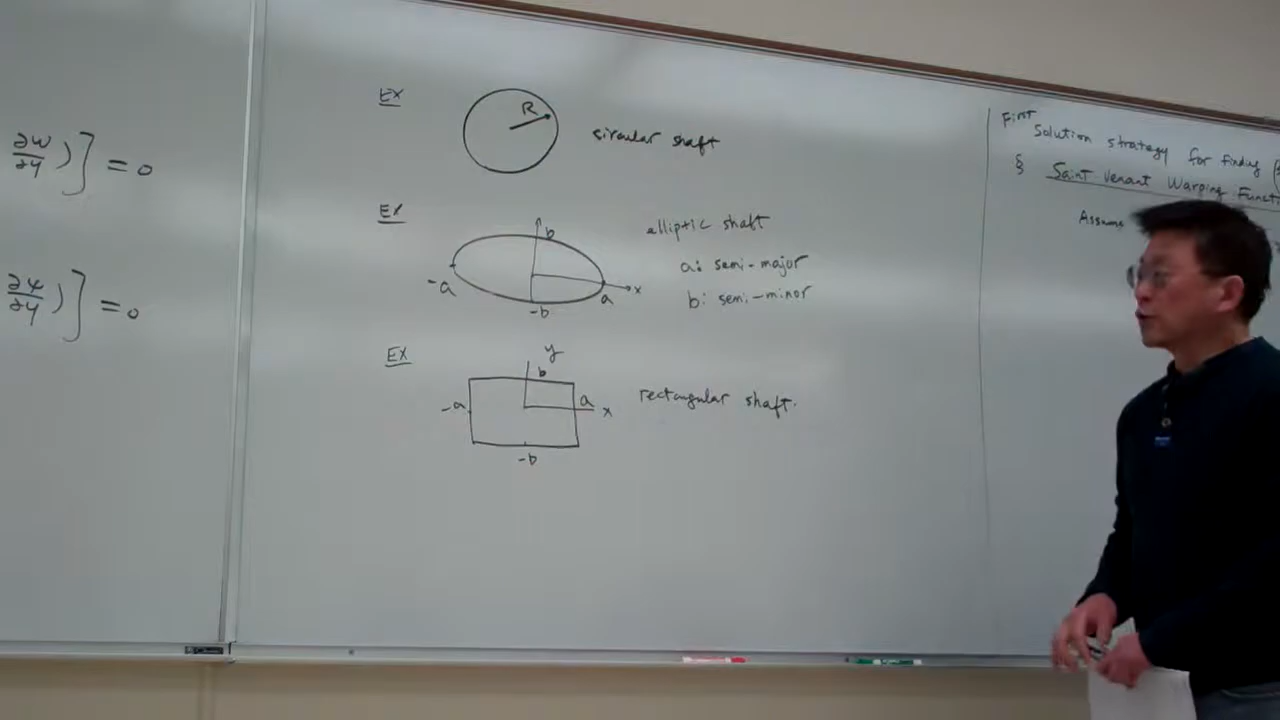 ∂w/∂y )] = 0
∂ψ/∂y )] = 0
EX
R
circular shaft
EX
b
-a
a
x
-b
elliptic shaft
a: semi-major
b: semi-minor
EX
y
b
-a
a
x
-b
rectangular shaft.
First
Solution strategy for finding
§ Saint Venant Warping Functi
Assume